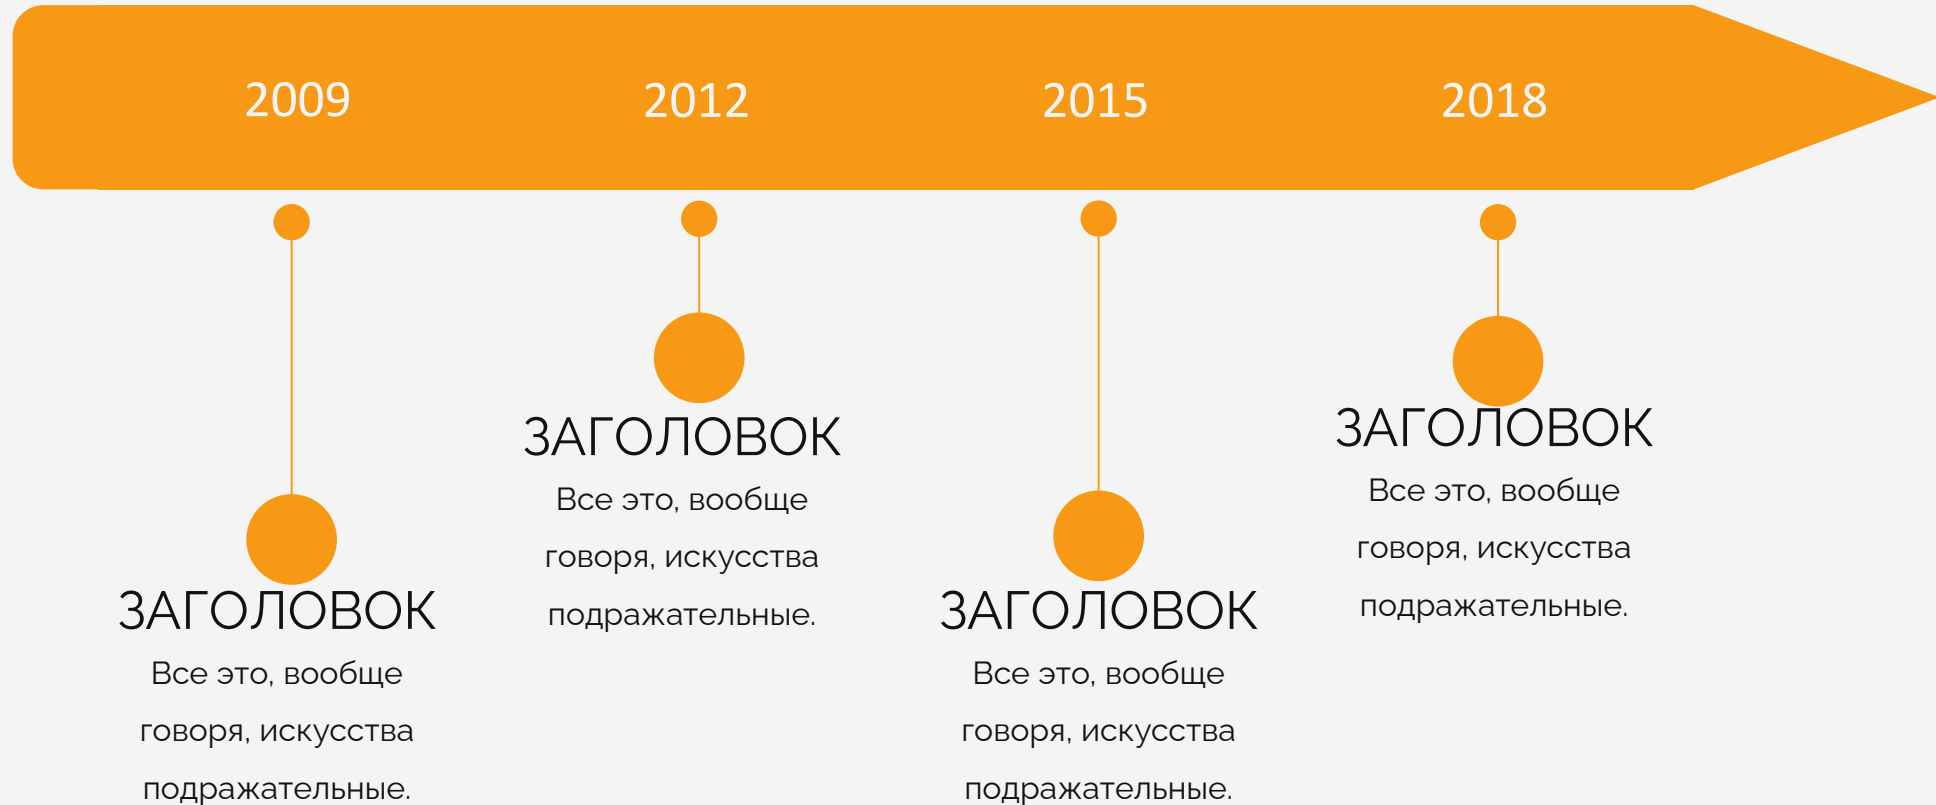 2009
2012
2015
2018
ЗАГОЛОВОК
Все это, вообще
говоря, искусства
подражательные.
ЗАГОЛОВОК
Все это, вообще
говоря, искусства
подражательные.
ЗАГОЛОВОК
Все это, вообще
говоря, искусства
подражательные.
ЗАГОЛОВОК
Все это, вообще
говоря, искусства
подражательные.